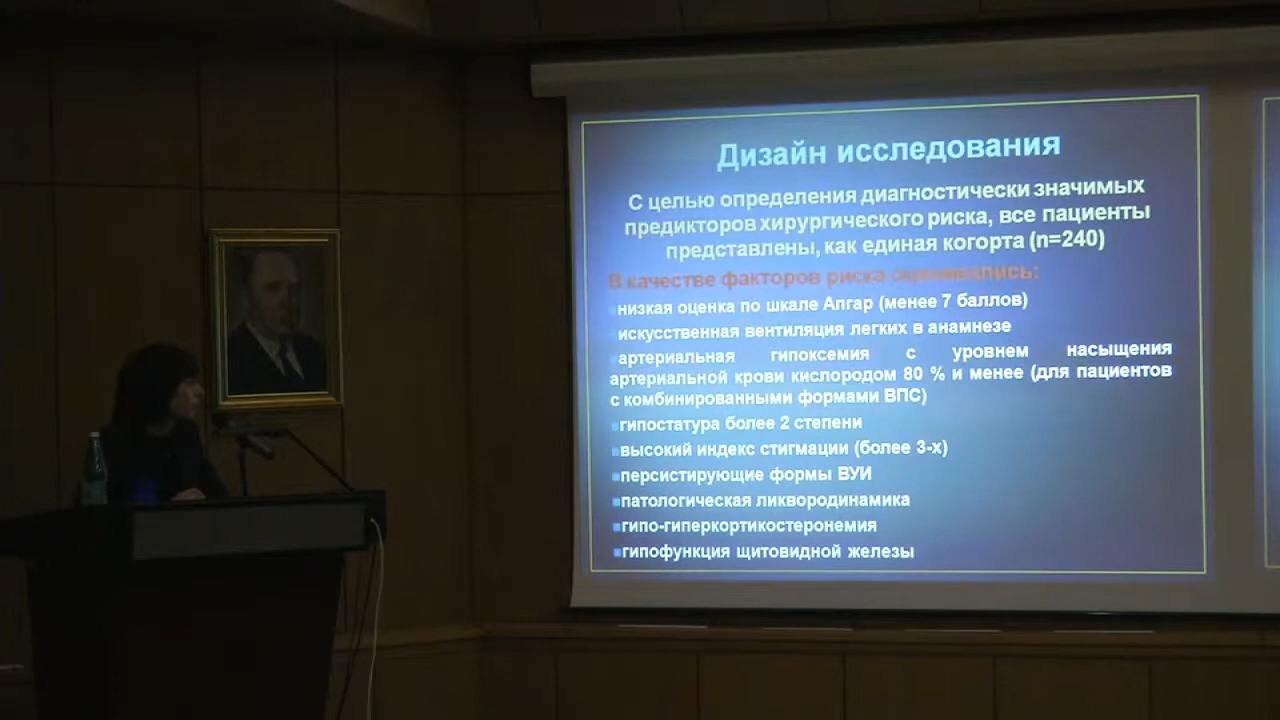 Дизайн исследования
С целью определения диагностически значимых
предикторов хирургического риска, все пациенты
представлены, как единая когорта (n=240)
В качестве факторов риска оценивались:
низкая оценка по шкале Апгар (менее 7 баллов)
искусственная вентиляция легких в анамнезе
артериальная гипоксемия с уровнем насыщения
артериальной крови кислородом 80 % и менее (для пациентов
с комбинированными формами ВПС)
гипостатура более 2 степени
высокий индекс стигмации (более 3-х)
персистирующие формы ВУИ
патологическая ликвородинамика
гипо-гиперкортикостеронемия
гипофункция щитовидной железы